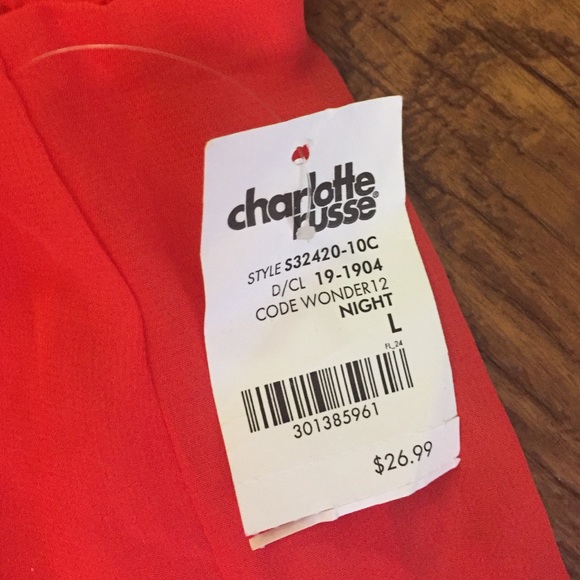 charlotte
russe®
STYLE S32420-10C
D/CL 19-1904
CODE WONDER12
NIGHT
L
FL_24
301385961
$26.99